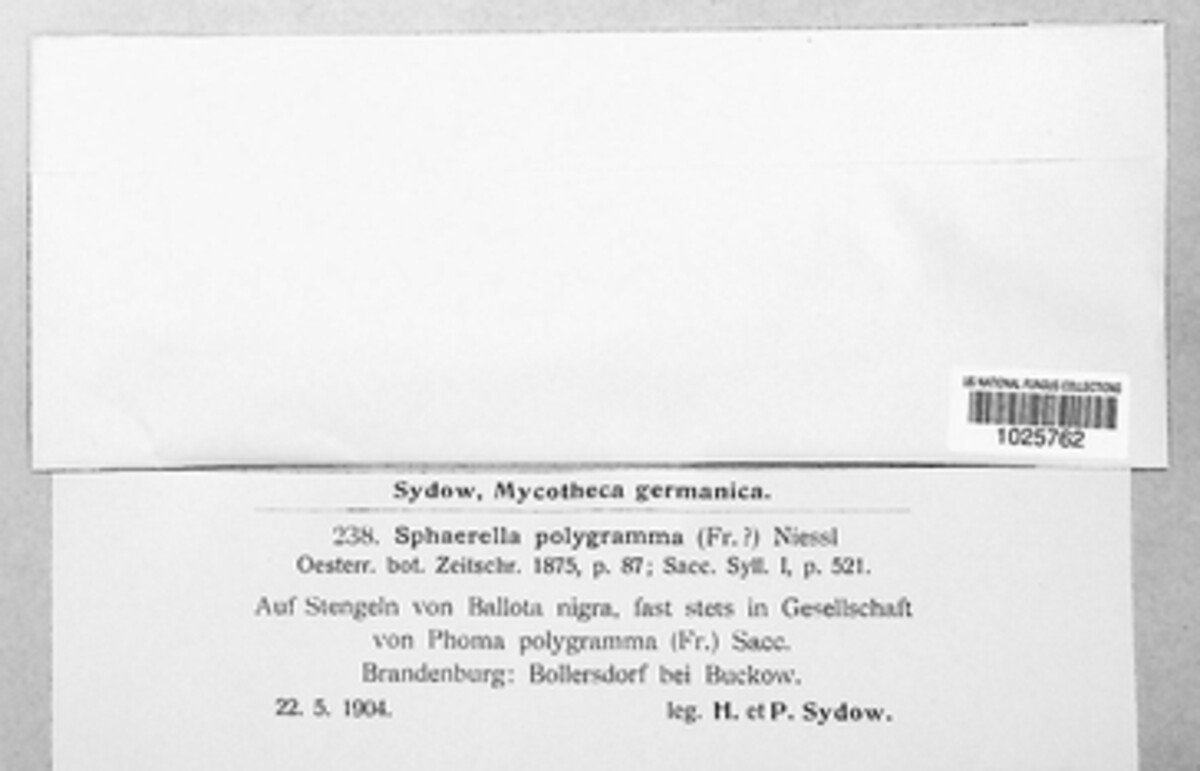 US NATIONAL FUNGUS COLLECTIONS
1025762
Sydow, Mycotheca germanica.
238. Sphaerella polygramma (Fr. ?) Niessl
Oesterr. bot. Zeitschr. 1875, p. 87; Sacc. Syll. I, p. 521.
Auf Stengeln von Ballota nigra, fast stets in Gesellschaft
von Phoma polygramma (Fr.) Sacc.
Brandenburg: Bollersdorf bei Buckow.
22. 5. 1904. leg. H. et P. Sydow.